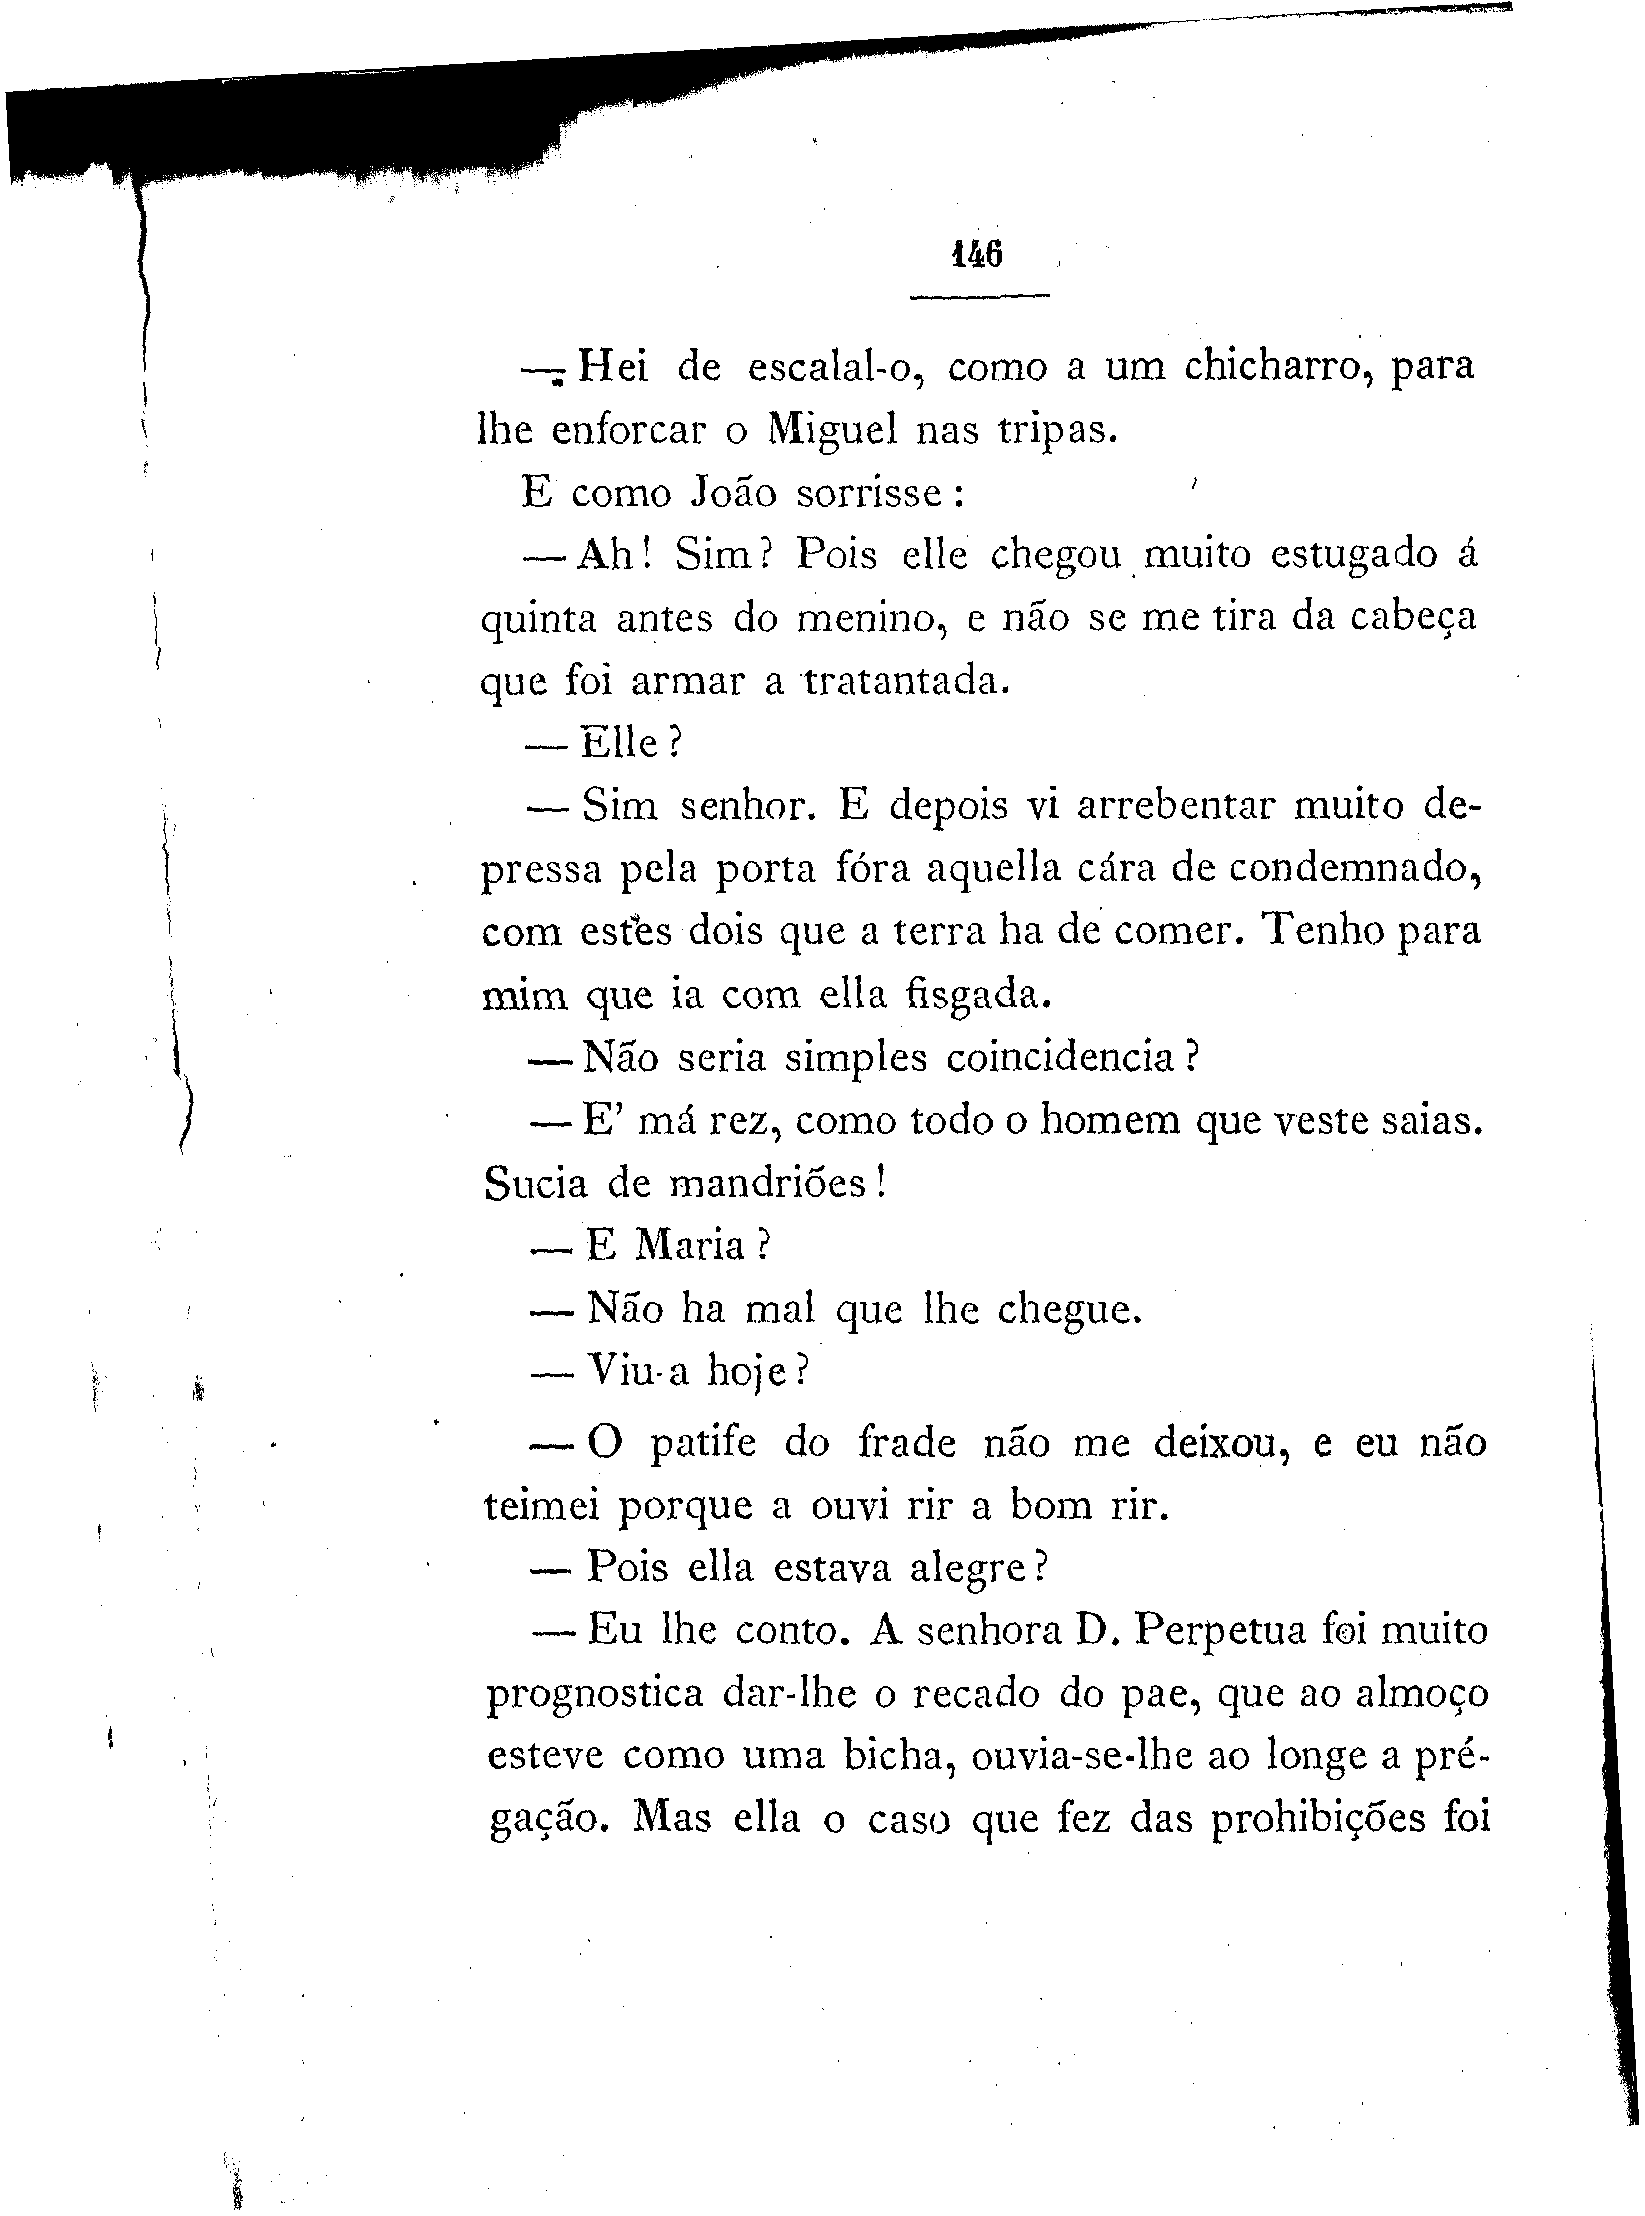 146
— Hei de escalal-o, como a um chicharro, para
lhe enforcar o Miguel nas tripas.
E como João sorrisse :
— Ah! Sim? Pois elle chegou muito estugado á
quinta antes do menino, e não se me tira da cabeça
que foi armar a tratantada.
— Elle ?
— Sim senhor. E depois vi arrebentar muito de-
pressa pela porta fóra aquella cára de condemnado,
com estes dois que a terra ha de comer. Tenho para
mim que ia com ella fisgada.
— Não seria simples coincidencia ?
— E' má rez, como todo o homem que veste saias.
Sucia de mandriões !
— E Maria ?
— Não ha mal que lhe chegue.
— Viu-a hoje ?
— O patife do frade não me deixou, e eu não
teimei porque a ouvi rir a bom rir.
— Pois ella estava alegre ?
— Eu lhe conto. A senhora D. Perpetua foi muito
prognostica dar-lhe o recado do pae, que ao almoço
esteve como uma bicha, ouvia-se-lhe ao longe a pré-
gação. Mas ella o caso que fez das prohibições foi